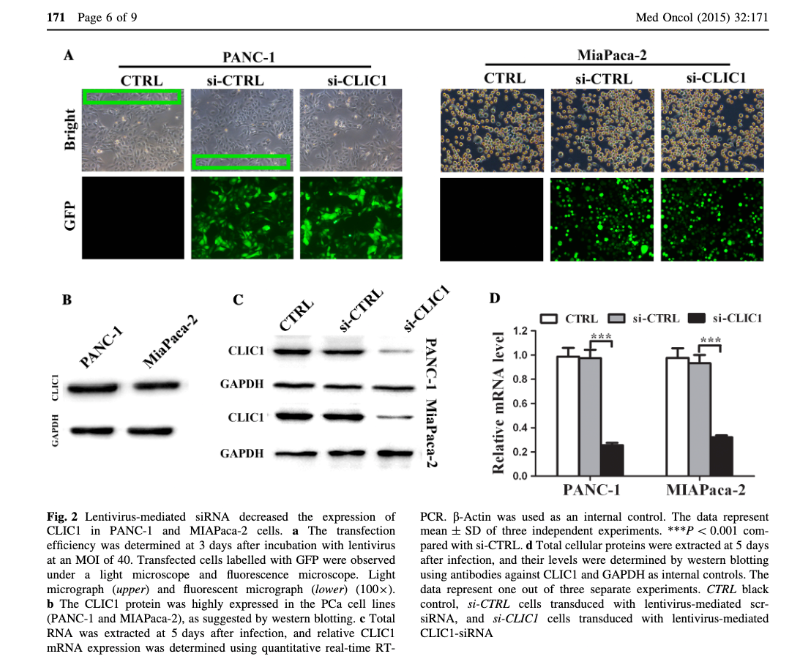 171 Page 6 of 9
Med Oncol (2015) 32:171
A
PANC-1
MiaPaca-2
CTRL si-CTRL si-CLIC1
CTRL si-CTRL si-CLIC1
Bright
GFP
B
PANC-1
MiaPaca-2
CLIC1
GAPDH
C
CTRL
si-CTRL
si-CLIC1
CLIC1
GAPDH
CLIC1
GAPDH
PANC-1
MiaPaca-2
D
CTRL si-CTRL si-CLIC1
Relative mRNA level
1.2
1.0
0.8
0.6
0.4
0.2
0.0
***
***
PANC-1
MIAPaca-2
Fig. 2 Lentivirus-mediated siRNA decreased the expression of
CLIC1 in PANC-1 and MIAPaca-2 cells. a The transfection
efficiency was determined at 3 days after incubation with lentivirus
at an MOI of 40. Transfected cells labelled with GFP were observed
under a light microscope and fluorescence microscope. Light
micrograph (upper) and fluorescent micrograph (lower) (100×).
b The CLIC1 protein was highly expressed in the PCa cell lines
(PANC-1 and MIAPaca-2), as suggested by western blotting. c Total
RNA was extracted at 5 days after infection, and relative CLIC1
mRNA expression was determined using quantitative real-time RT-
PCR. β-Actin was used as an internal control. The data represent
mean ± SD of three independent experiments. ***P < 0.001 com-
pared with si-CTRL. d Total cellular proteins were extracted at 5 days
after infection, and their levels were determined by western blotting
using antibodies against CLIC1 and GAPDH as internal controls. The
data represent one out of three separate experiments. CTRL black
control, si-CTRL cells transduced with lentivirus-mediated scr-
siRNA, and si-CLIC1 cells transduced with lentivirus-mediated
CLIC1-siRNA